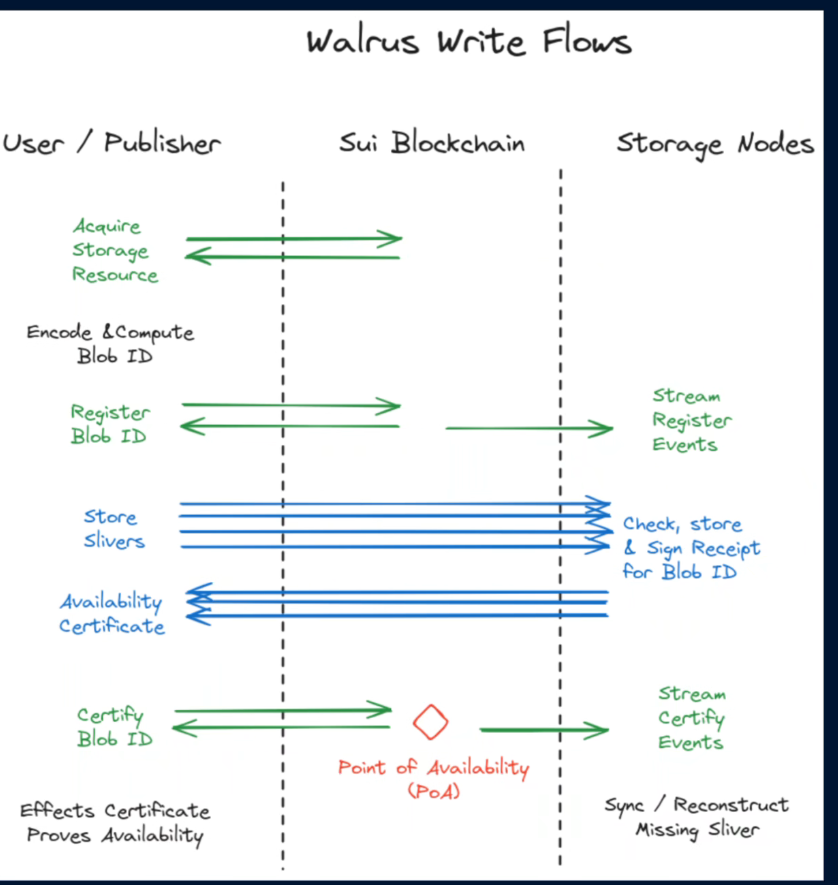 Walrus Write Flows
User / Publisher
Sui Blockchain
Storage Nodes
Acquire
Storage
Resource
Encode &Compute
Blob ID
Register
Blob ID
Stream
Register
Events
Store
Slivers
Check, store
& Sign Receipt
for Blob ID
Availability
Certificate
Certify
Blob ID
Point of Availability
(PoA)
Stream
Certify
Events
Effects Certificate
Proves Availability
Sync / Reconstruct
Missing Sliver